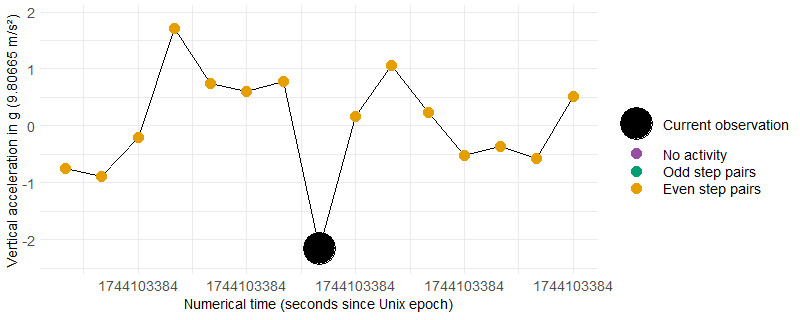 Vertical acceleration in g (9.80665 m/s²)
2
1
0
-1
-2
1744103384 1744103384 1744103384 1744103384 1744103384
Numerical time (seconds since Unix epoch)
Current observation
No activity
Odd step pairs
Even step pairs